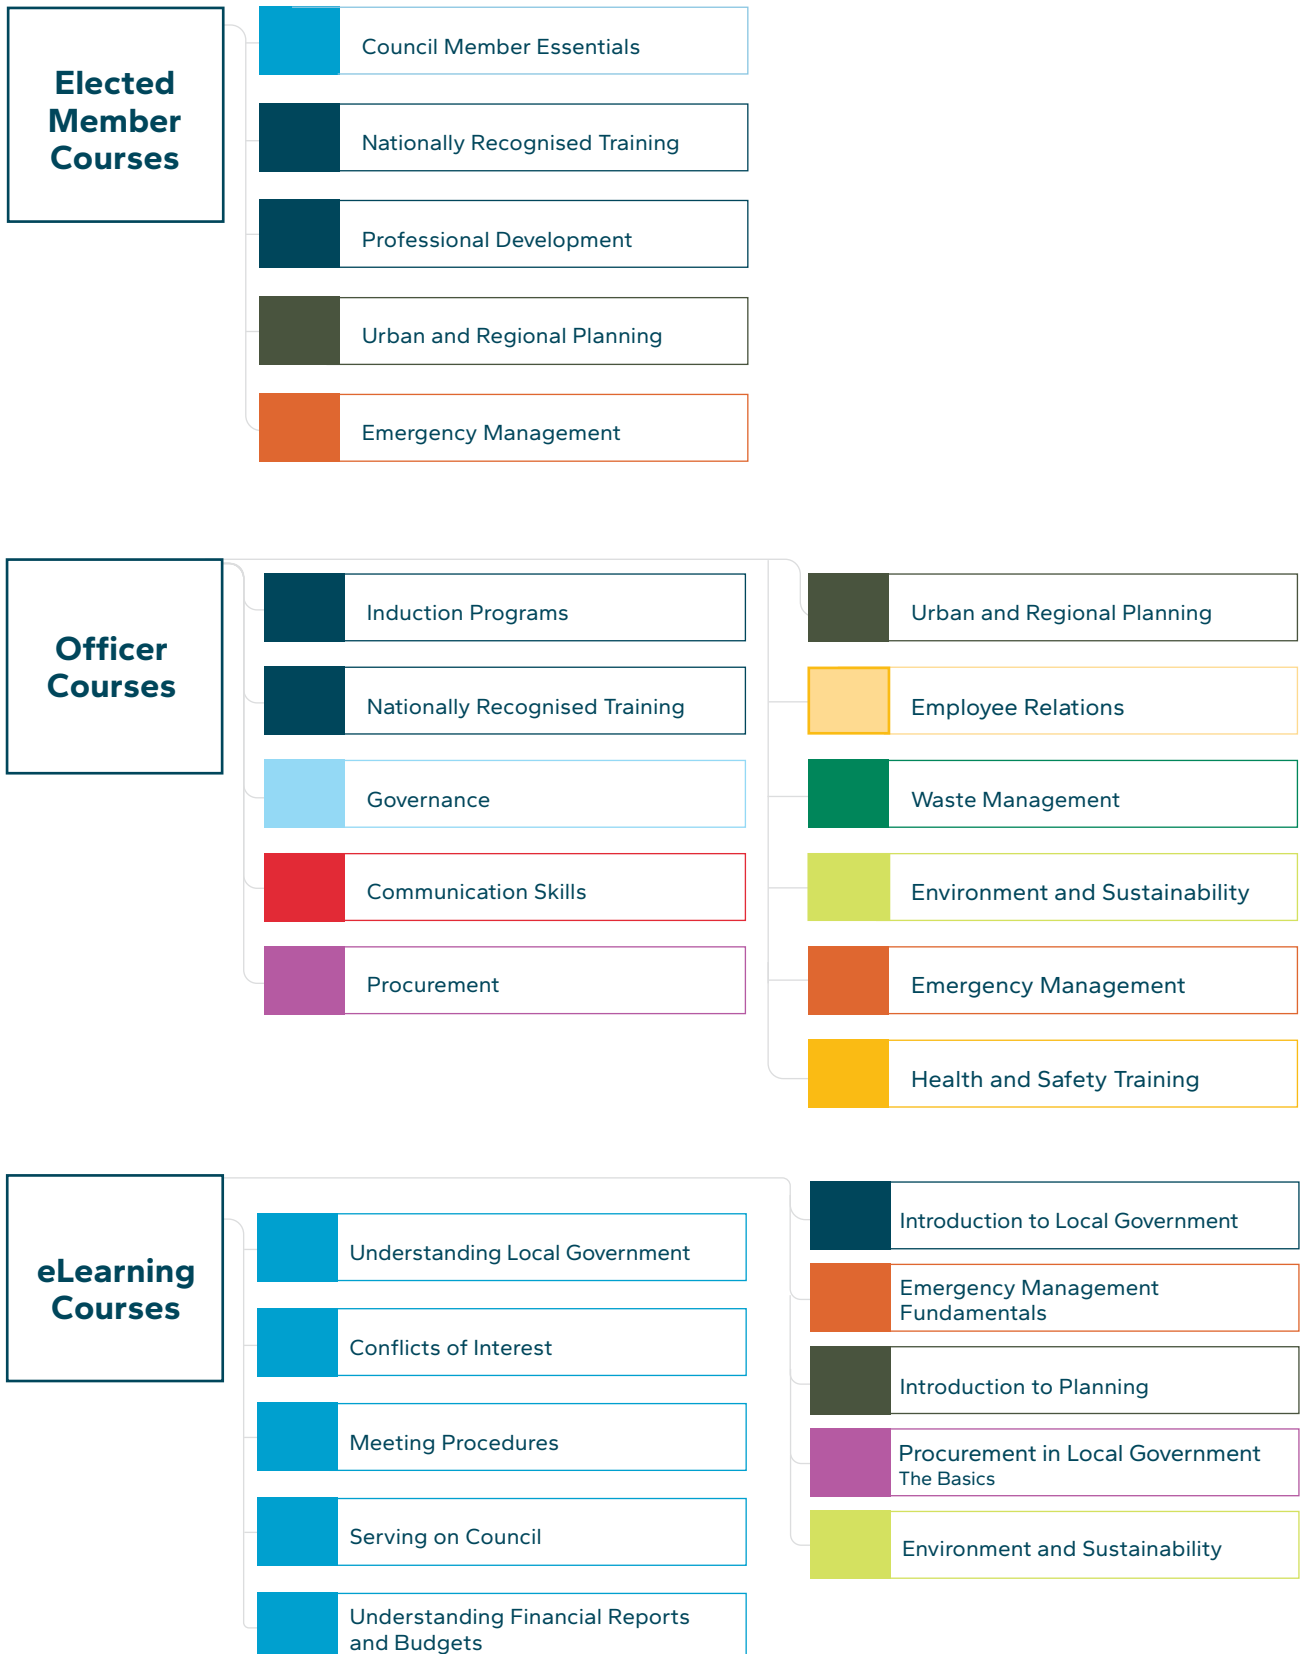 Elected
Member
Courses
Council Member Essentials
Nationally Recognised Training
Professional Development
Urban and Regional Planning
Emergency Management
Officer
Courses
Induction Programs
Nationally Recognised Training
Governance
Communication Skills
Procurement
Urban and Regional Planning
Employee Relations
Waste Management
Environment and Sustainability
Emergency Management
Health and Safety Training
eLearning
Courses
Understanding Local Government
Conflicts of Interest
Meeting Procedures
Serving on Council
Understanding Financial Reports
and Budgets
Introduction to Local Government
Emergency Management
Fundamentals
Introduction to Planning
Procurement in Local Government
The Basics
Environment and Sustainability